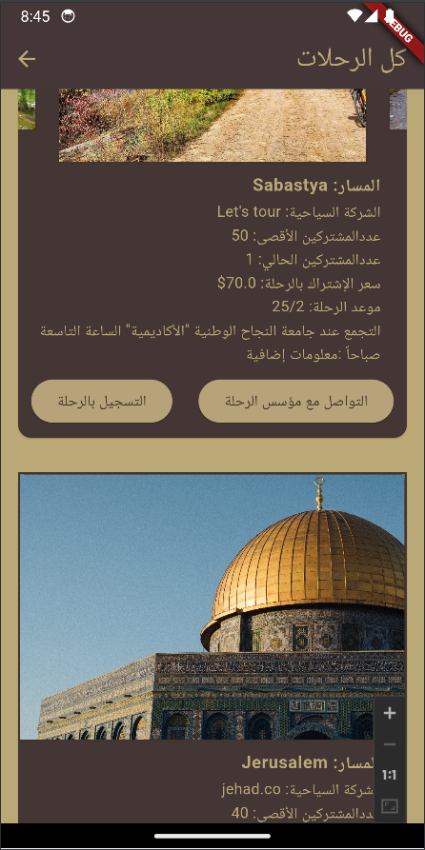 8:45
DEBUG
كل الرحلات
المسار: Sabastya
الشركة السياحية: Let's tour
عددالمشتركين الأقصى: 50
عددالمشتركين الحالي: 1
سعر الإشتراك بالرحلة: 70.0$
موعد الرحلة: 25/2
التجمع عند جامعة النجاح الوطنية "الأكاديمية" الساعة التاسعة
صباحاً :معلومات إضافية
التواصل مع مؤسس الرحلة
التسجيل بالرحلة
المسار: Jerusalem
الشركة السياحية: jehad.co
عددالمشتركين الأقصى: 40
1:1